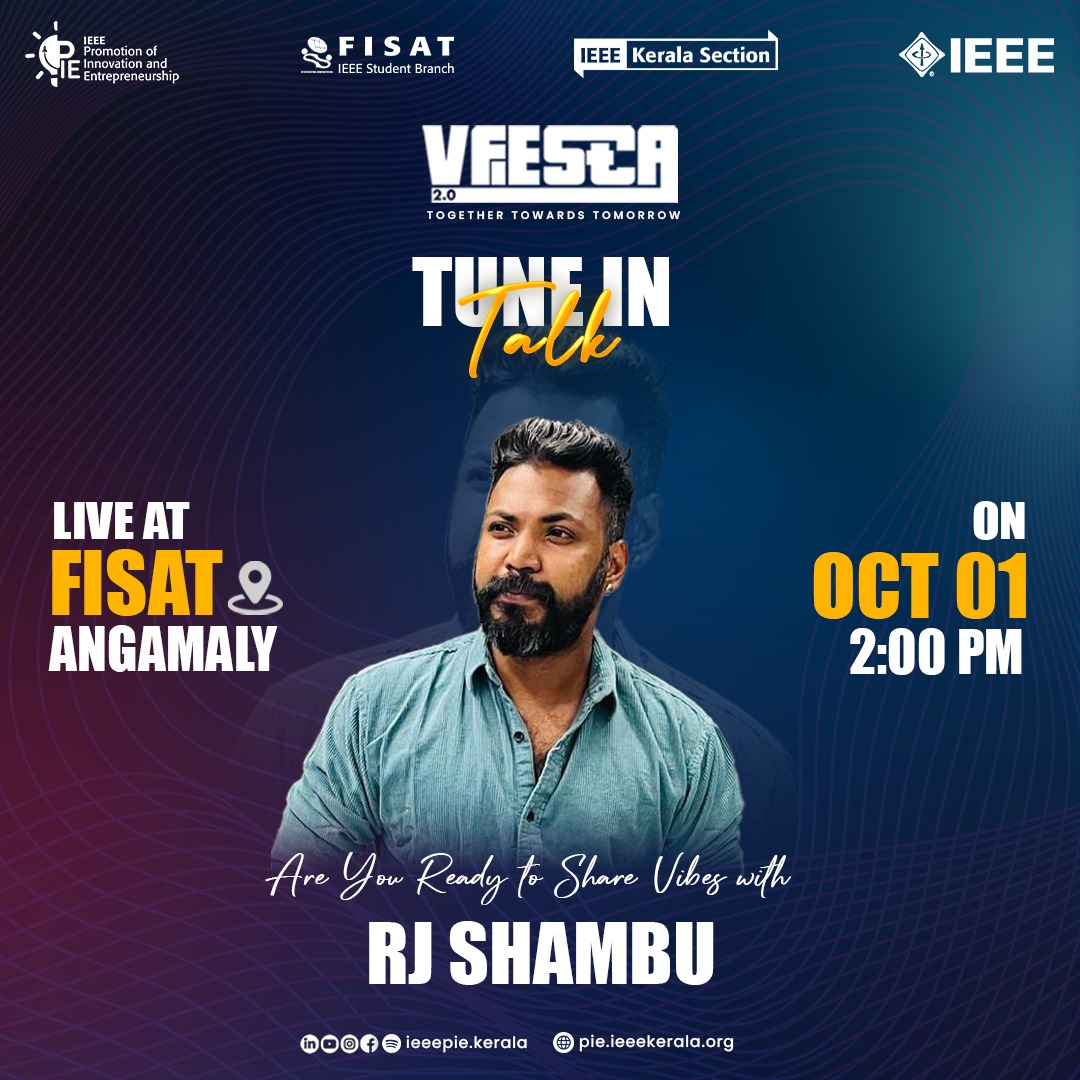 IEEE
Promotion of
Innovation and
Entrepreneurship
PIE
FISAT
IEEE Student Branch
IEEE Kerala Section
IEEE
VFiESTA
2.0
TOGETHER TOWARDS TOMORROW
TUNE IN
Talk
LIVE AT
FISAT
ANGAMALY
ON
OCT 01
2:00 PM
Are You Ready to Share Vibes with
RJ SHAMBU
ieeepie.kerala
pie.ieeekerala.org